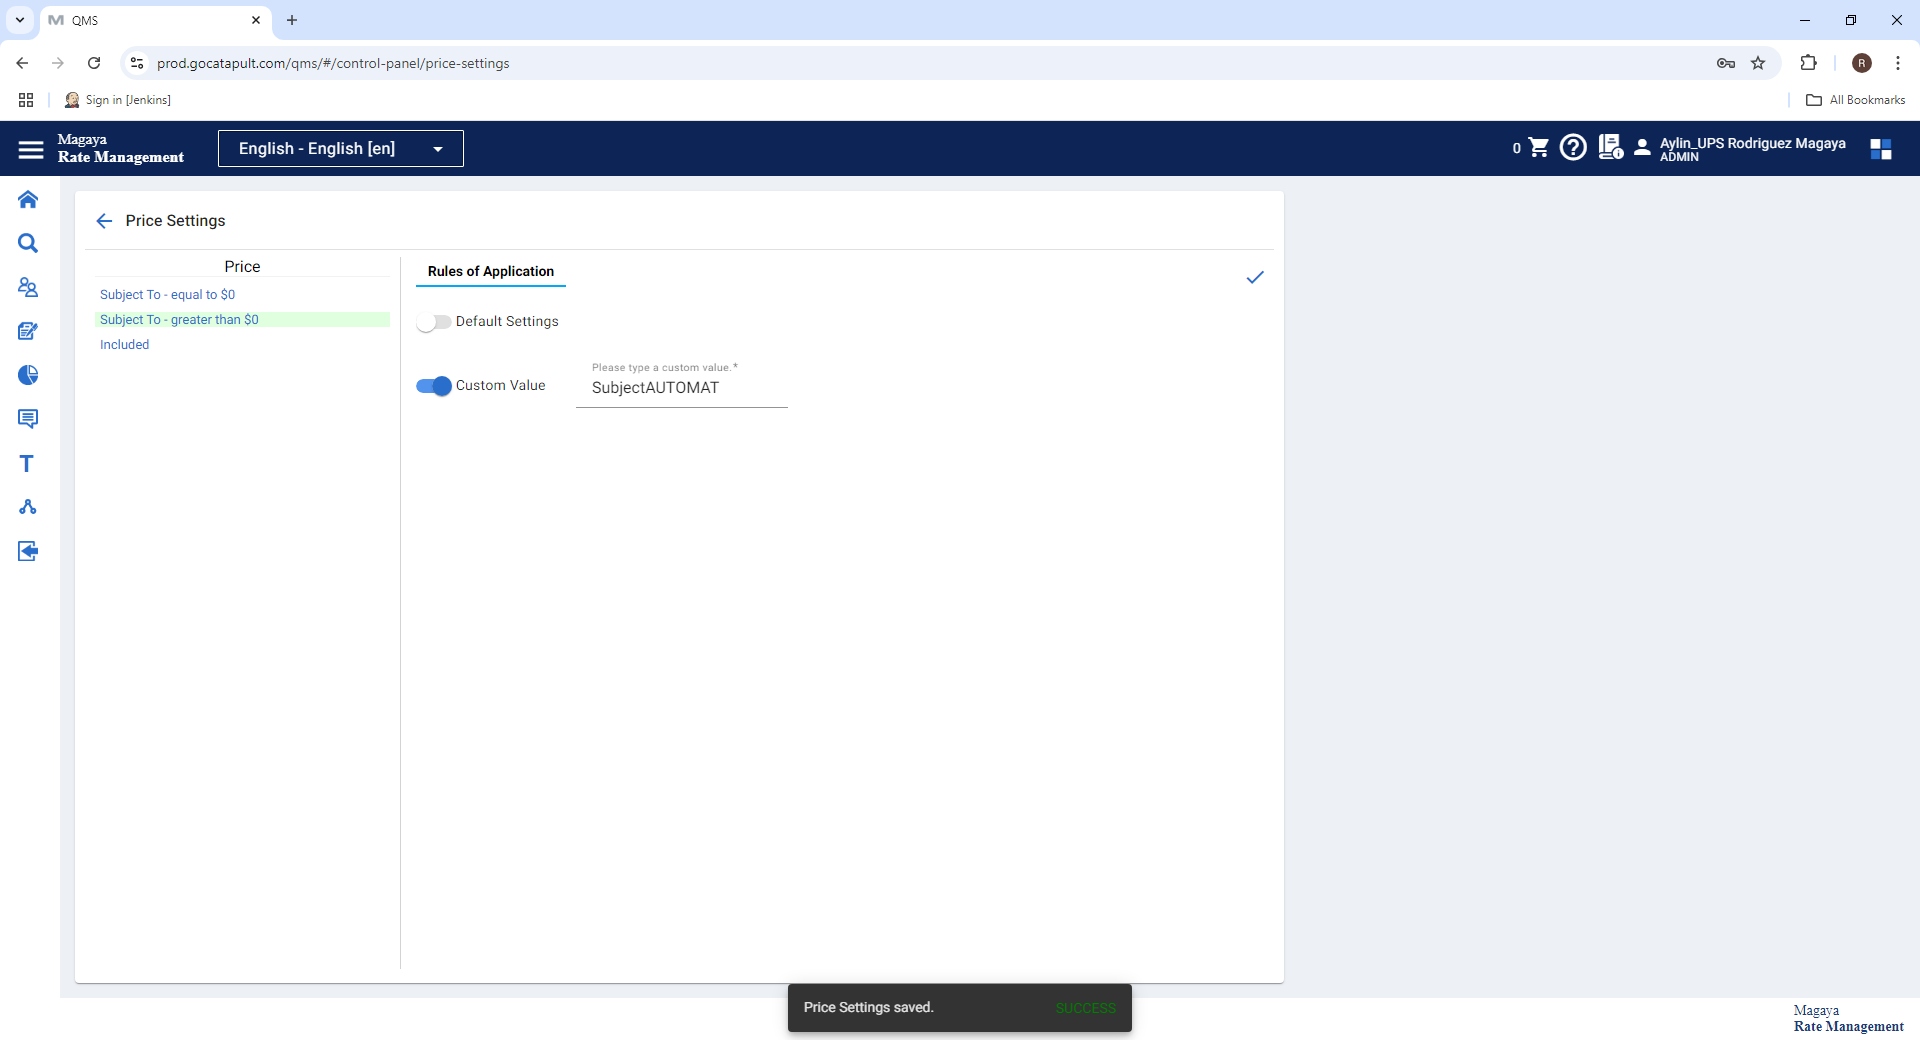 QMS
prod.gocatapult.com/qms/#/control-panel/price-settings
R
Sign in [Jenkins]
All Bookmarks
Magaya
Rate Management
English - English [en]
0
Aylin_UPS Rodriguez Magaya
ADMIN
Price Settings
Price
Subject To - equal to $0
Subject To - greater than $0
Included
Rules of Application
Default Settings
Custom Value
Please type a custom value.*
SubjectAUTOMAT
Price Settings saved.
SUCCESS
Magaya
Rate Management